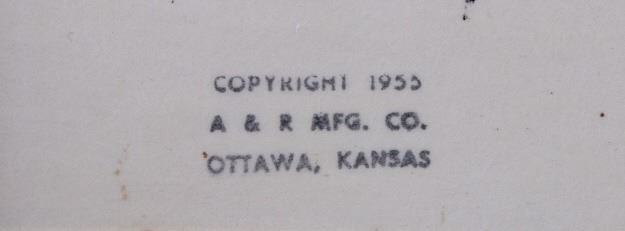 COPYRIGHT 1955
A & R MFG. CO.
OTTAWA, KANSAS